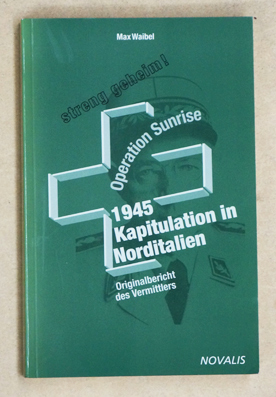 Max Waibel
streng geheim!
Operation Sunrise
1945
Kapitulation in
Norditalien
Originalbericht
des Vermittlers
NOVALIS